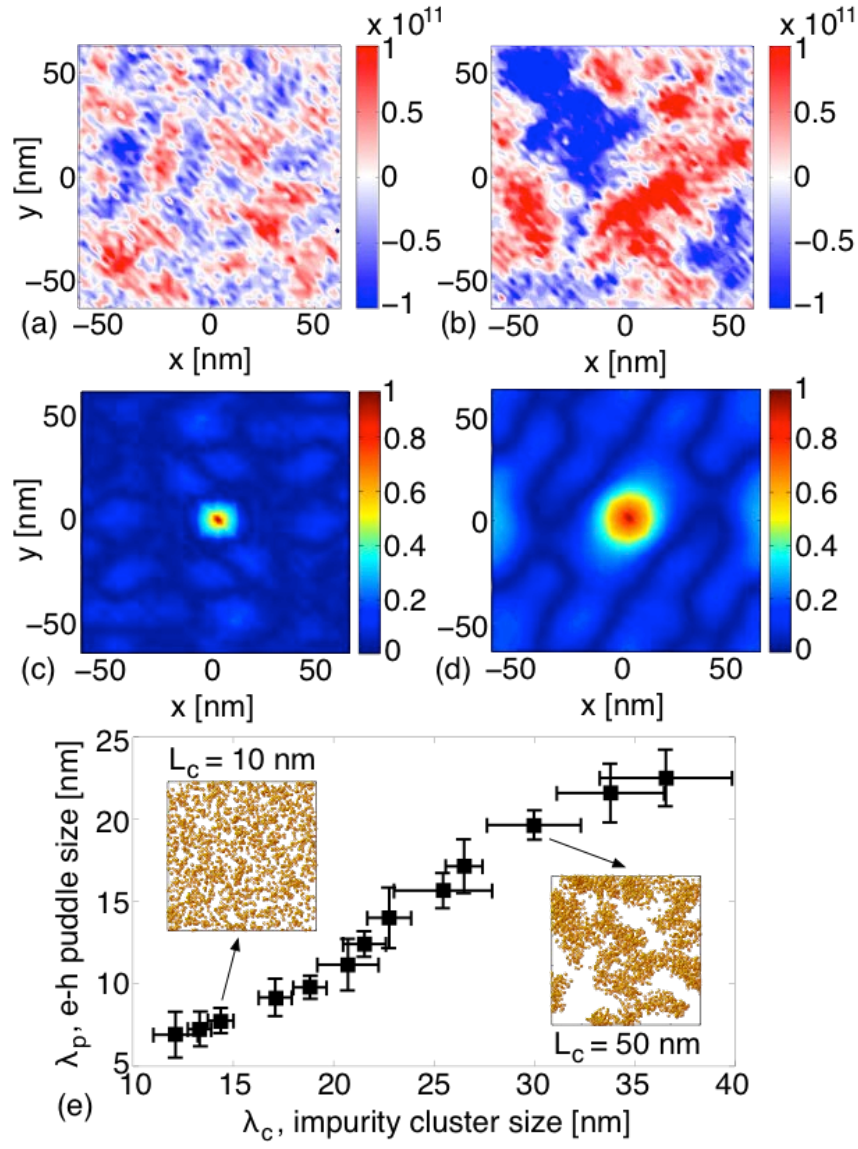 x 10^11
x 10^11
50
0
−50
y [nm]
−50 0 50
x [nm]
(a)
1
0.5
0
−0.5
−1
50
0
−50
−50 0 50
x [nm]
(b)
1
0.5
0
−0.5
−1
50
0
−50
y [nm]
−50 0 50
x [nm]
(c)
1
0.8
0.6
0.4
0.2
0
50
0
−50
−50 0 50
x [nm]
(d)
1
0.8
0.6
0.4
0.2
0
25
20
15
10
5
λp, e-h puddle size [nm]
Lc = 10 nm
Lc = 50 nm
10 15 20 25 30 35 40
(e)
λc, impurity cluster size [nm]